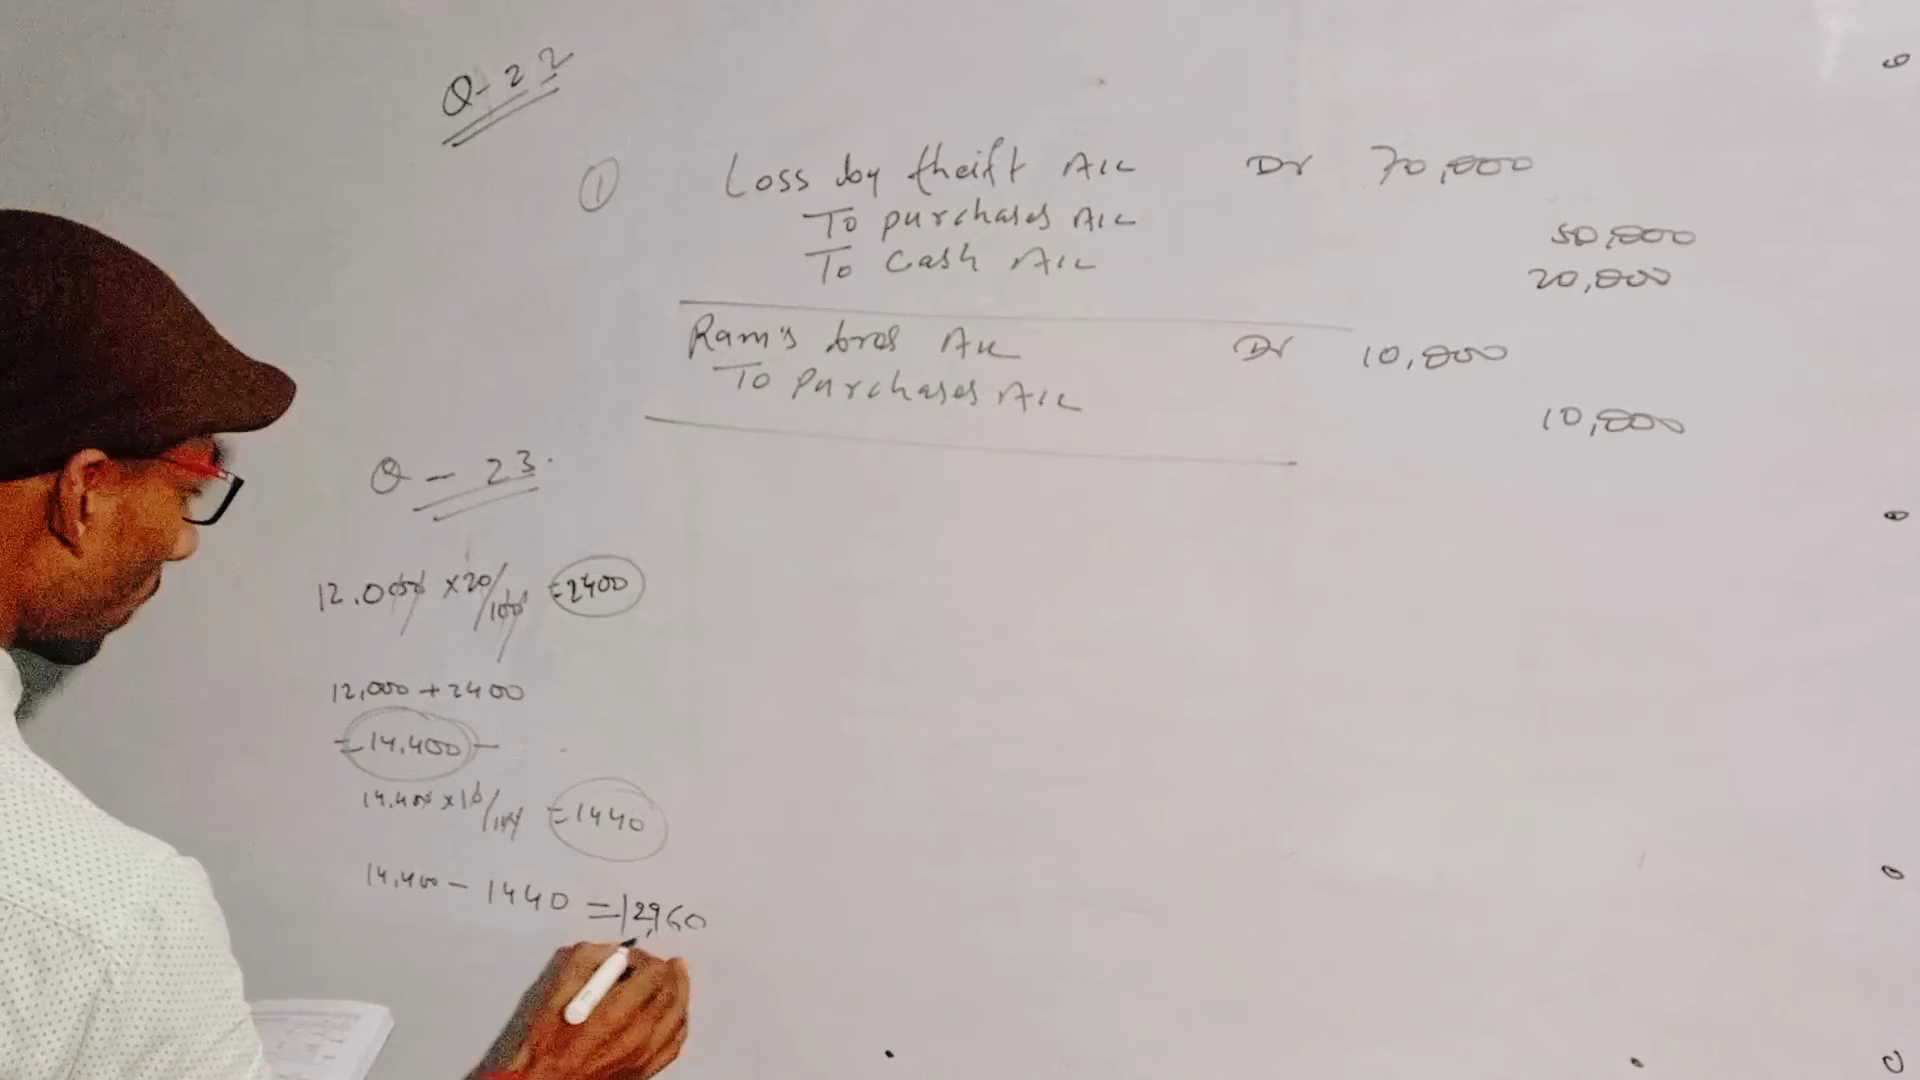 Q-22
① Loss by theift A/c Dr 70,000
To purchases A/c 50,000
To Cash A/c 20,000
Ram's bros A/c Dr 10,000
To Purchases A/c 10,000
Q-23.
12.000 x20/100 =2400
12,000 +2400
=14,400
14,400 x10/100 =1440
14,400 - 1440 =12,960